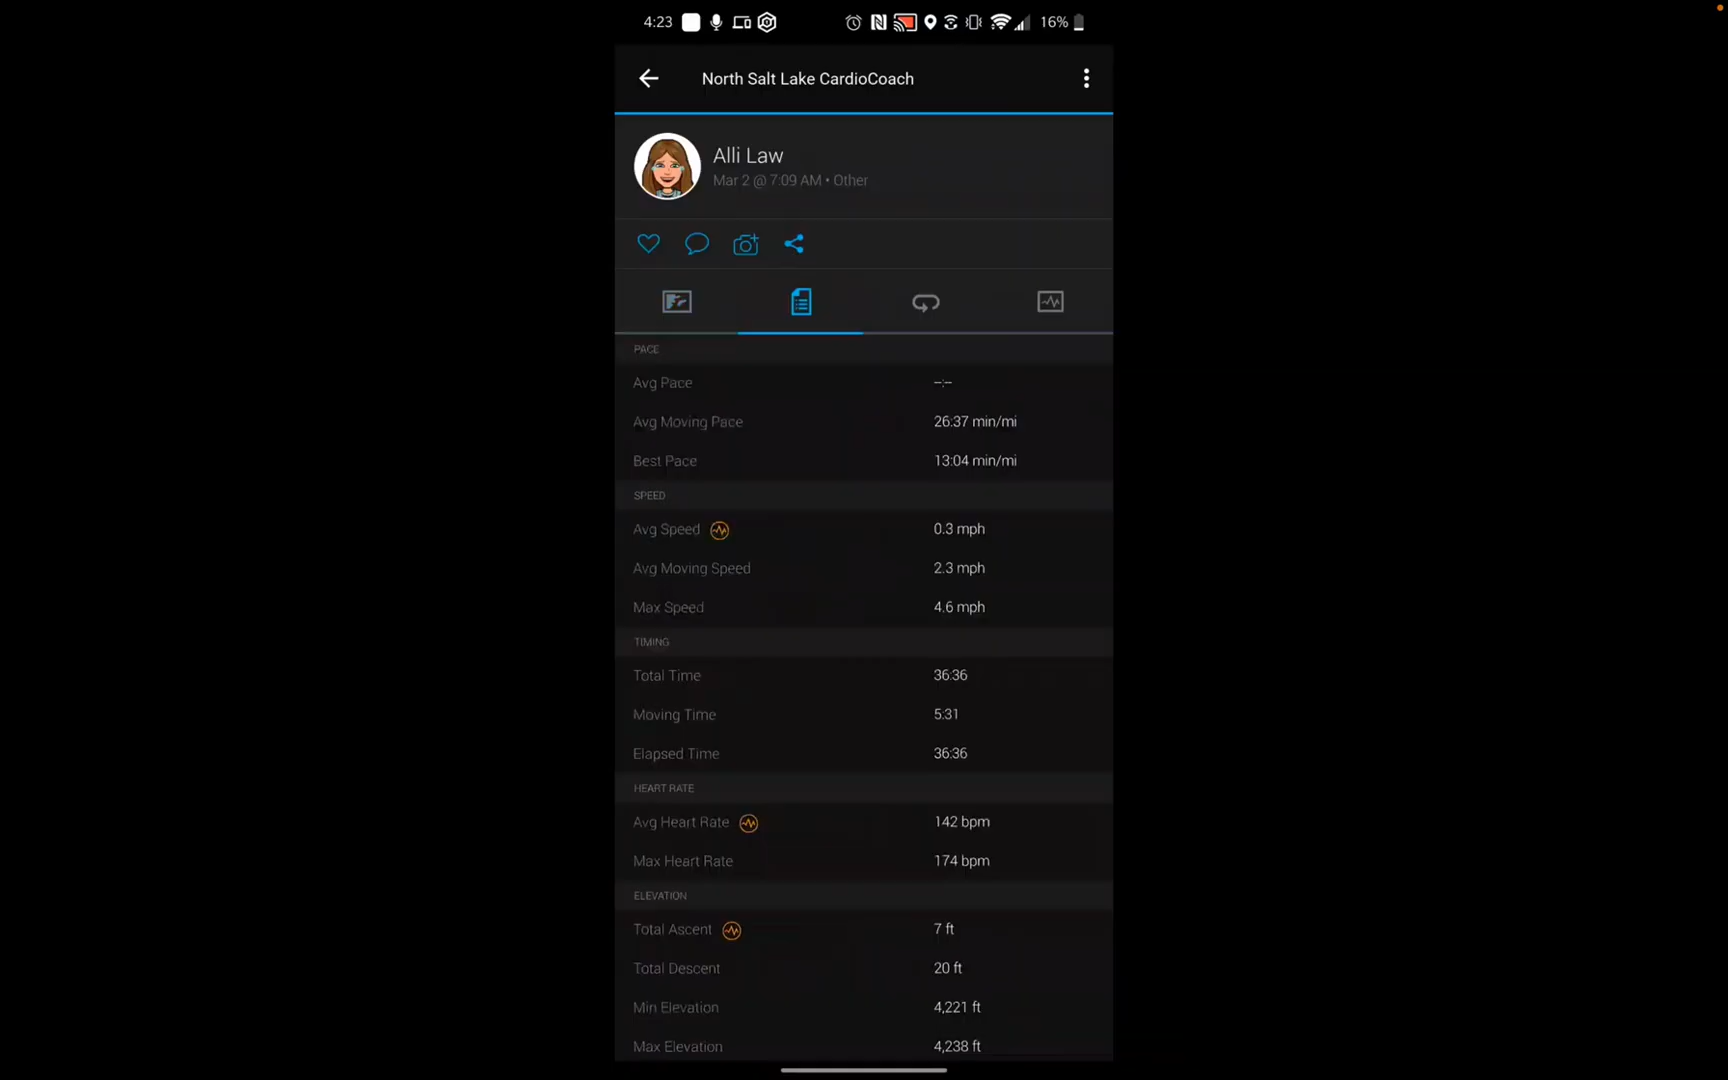 4:23 16%
North Salt Lake CardioCoach
Alli Law
Mar 2 @ 7:09 AM • Other
PACE
Avg Pace --:--
Avg Moving Pace 26:37 min/mi
Best Pace 13:04 min/mi
SPEED
Avg Speed 0.3 mph
Avg Moving Speed 2.3 mph
Max Speed 4.6 mph
TIMING
Total Time 36:36
Moving Time 5:31
Elapsed Time 36:36
HEART RATE
Avg Heart Rate 142 bpm
Max Heart Rate 174 bpm
ELEVATION
Total Ascent 7 ft
Total Descent 20 ft
Min Elevation 4,221 ft
Max Elevation 4,238 ft